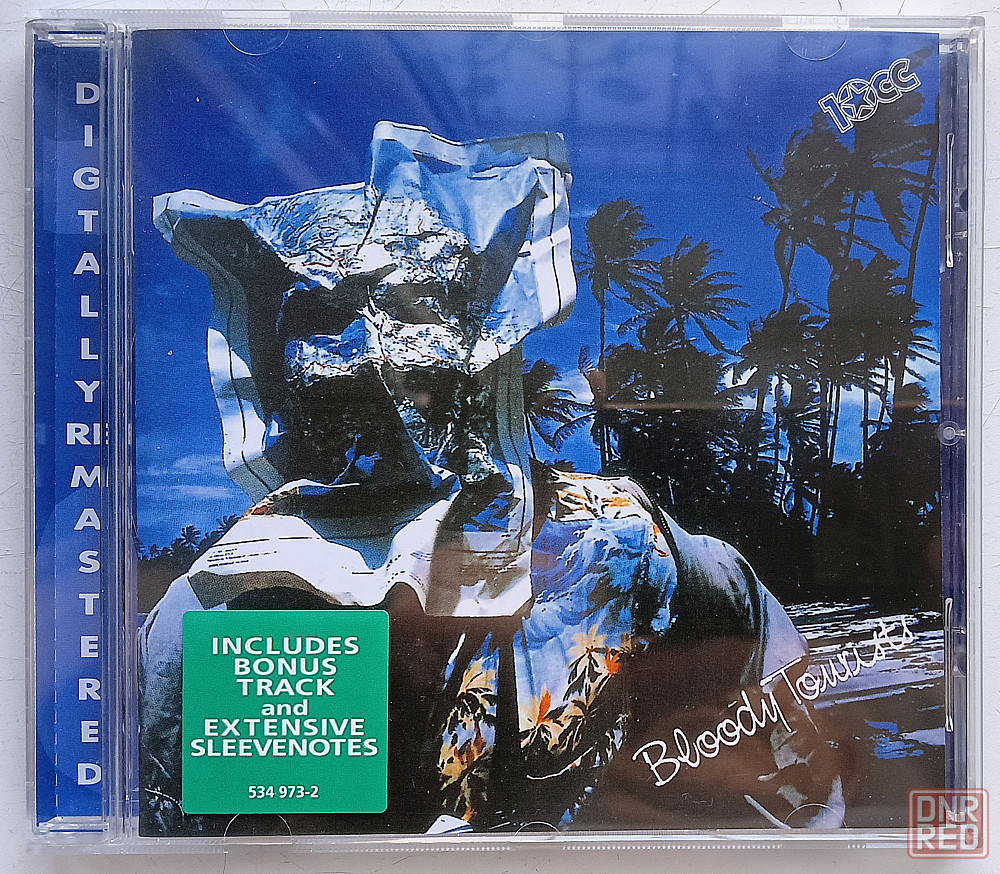 DIGITALLY REMASTERED
10cc
Bloody Tourists
INCLUDES
BONUS
TRACK
and
EXTENSIVE
SLEEVENOTES
534 973-2
DNR
RED